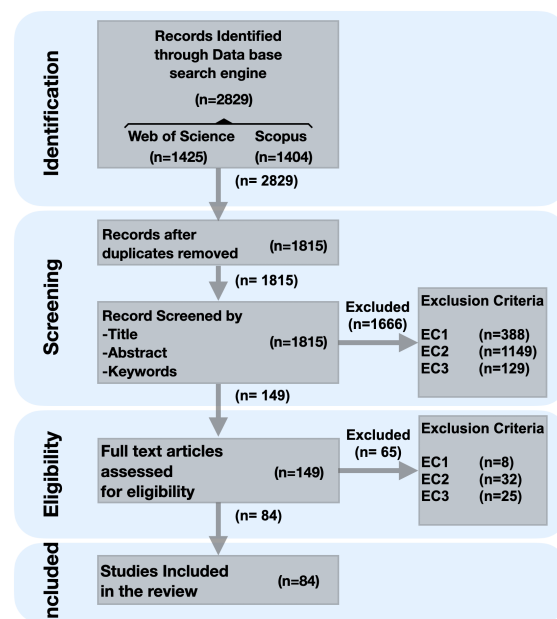 Identification
Records Identified
through Data base
search engine
(n=2829)
Web of Science Scopus
(n=1425) (n=1404)
(n= 2829)
Screening
Records after
duplicates removed (n=1815)
(n= 1815)
Record Screened by
-Title
-Abstract
-Keywords
(n=1815)
Excluded
(n=1666)
Exclusion Criteria
EC1 (n=388)
EC2 (n=1149)
EC3 (n=129)
(n= 149)
Eligibility
Full text articles
assessed
for eligibility
(n=149)
Excluded
(n= 65)
Exclusion Criteria
EC1 (n=8)
EC2 (n=32)
EC3 (n=25)
(n= 84)
ncluded
Studies Included
in the review
(n=84)